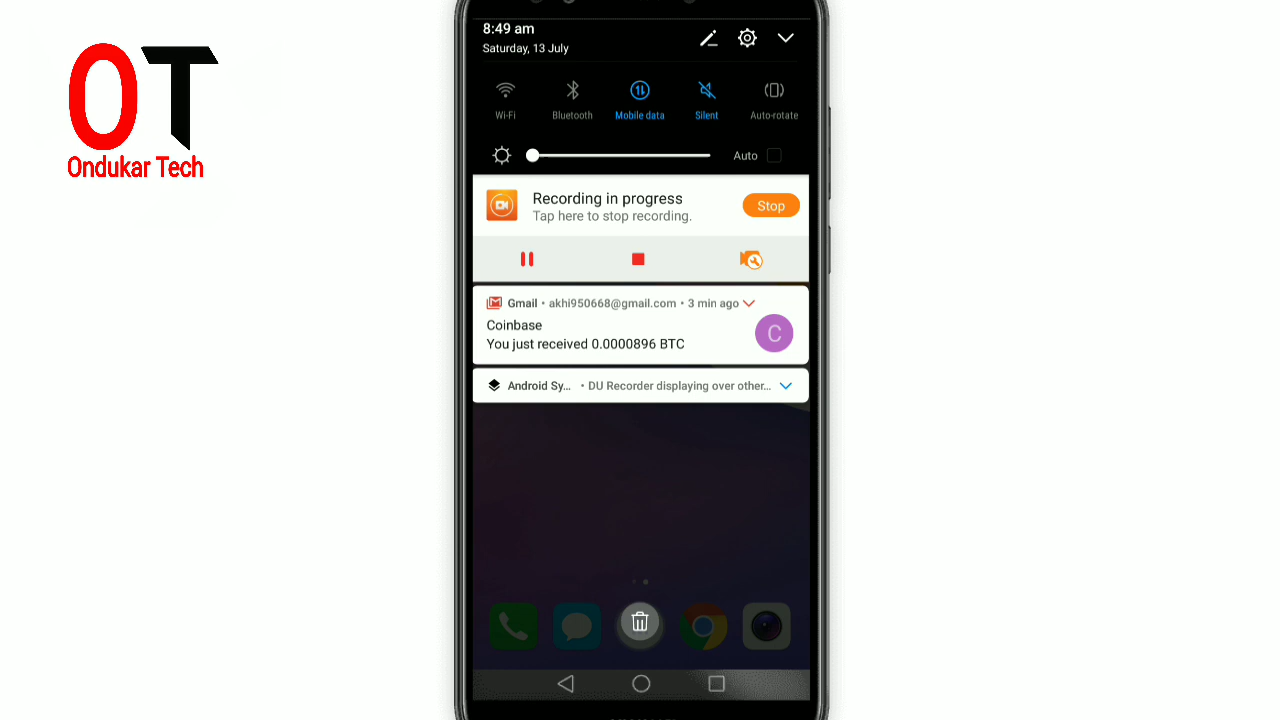 OT
Ondukar Tech
8:49 am
Saturday, 13 July
Wi-Fi
Bluetooth
Mobile data
Silent
Auto-rotate
Auto
Recording in progress
Tap here to stop recording.
Stop
Gmail • akhi950668@gmail.com • 3 min ago
Coinbase
You just received 0.0000896 BTC
C
Android Sy... • DU Recorder displaying over other...